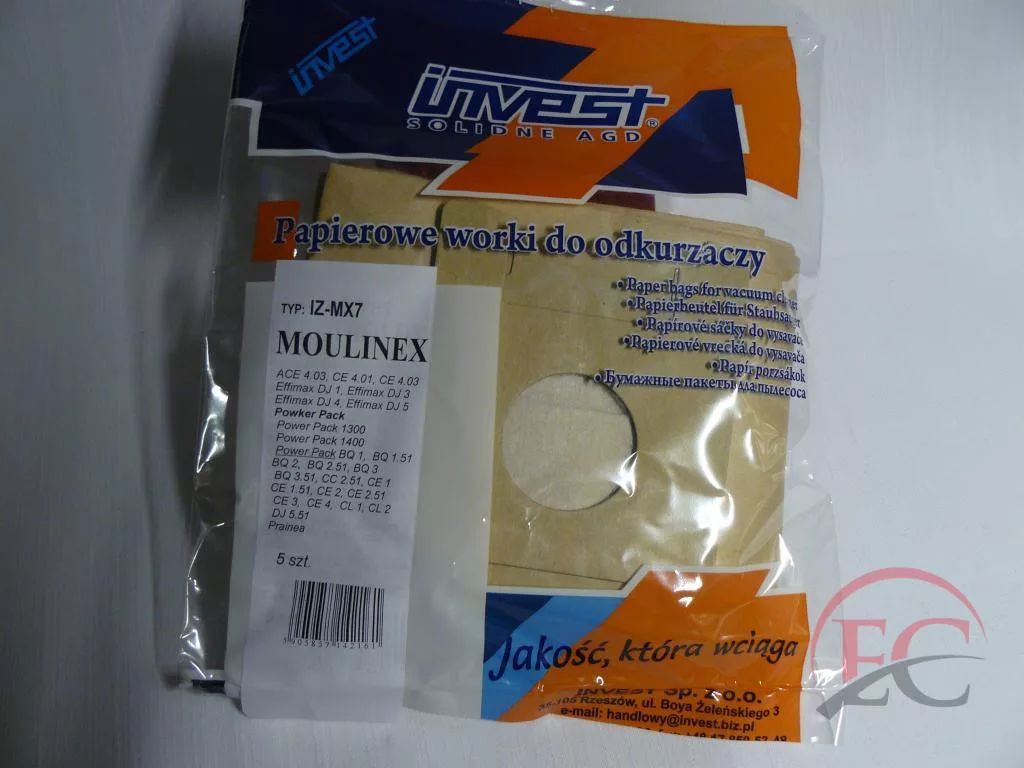 invest
invest®
SOLIDNE AGD
Papierowe worki do odkurzaczy
•Paper bags for vacuum
•Papierbeutel für
•Papírové sáčky do
•Papierové vrecká do vysavača
•Papír porzsákok
•Бумажные пакеты для пылесоса
TYP: IZ-MX7
MOULINEX
ACE 4.03, CE 4.01, CE 4.03
Effimax DJ 1, Effimax DJ 3
Effimax DJ 4, Effimax DJ 5
Powker Pack
Power Pack 1300
Power Pack 1400
Power Pack BQ 1, BQ 1.51
BQ 2, BQ 2.51, BQ 3
BQ 3.51, CC 2.51, CE 1
CE 1.51, CE 2, CE 2.51
CE 3, CE 4, CL 1, CL 2
DJ 5.51
Prainea
5 szt.
5905859142161
Jakość, która wciąga
INVEST Sp. z o.o.
35-105 Rzeszów, ul. Boya Żeleńskiego 3
e-mail: handlowy@invest.biz.pl
EC